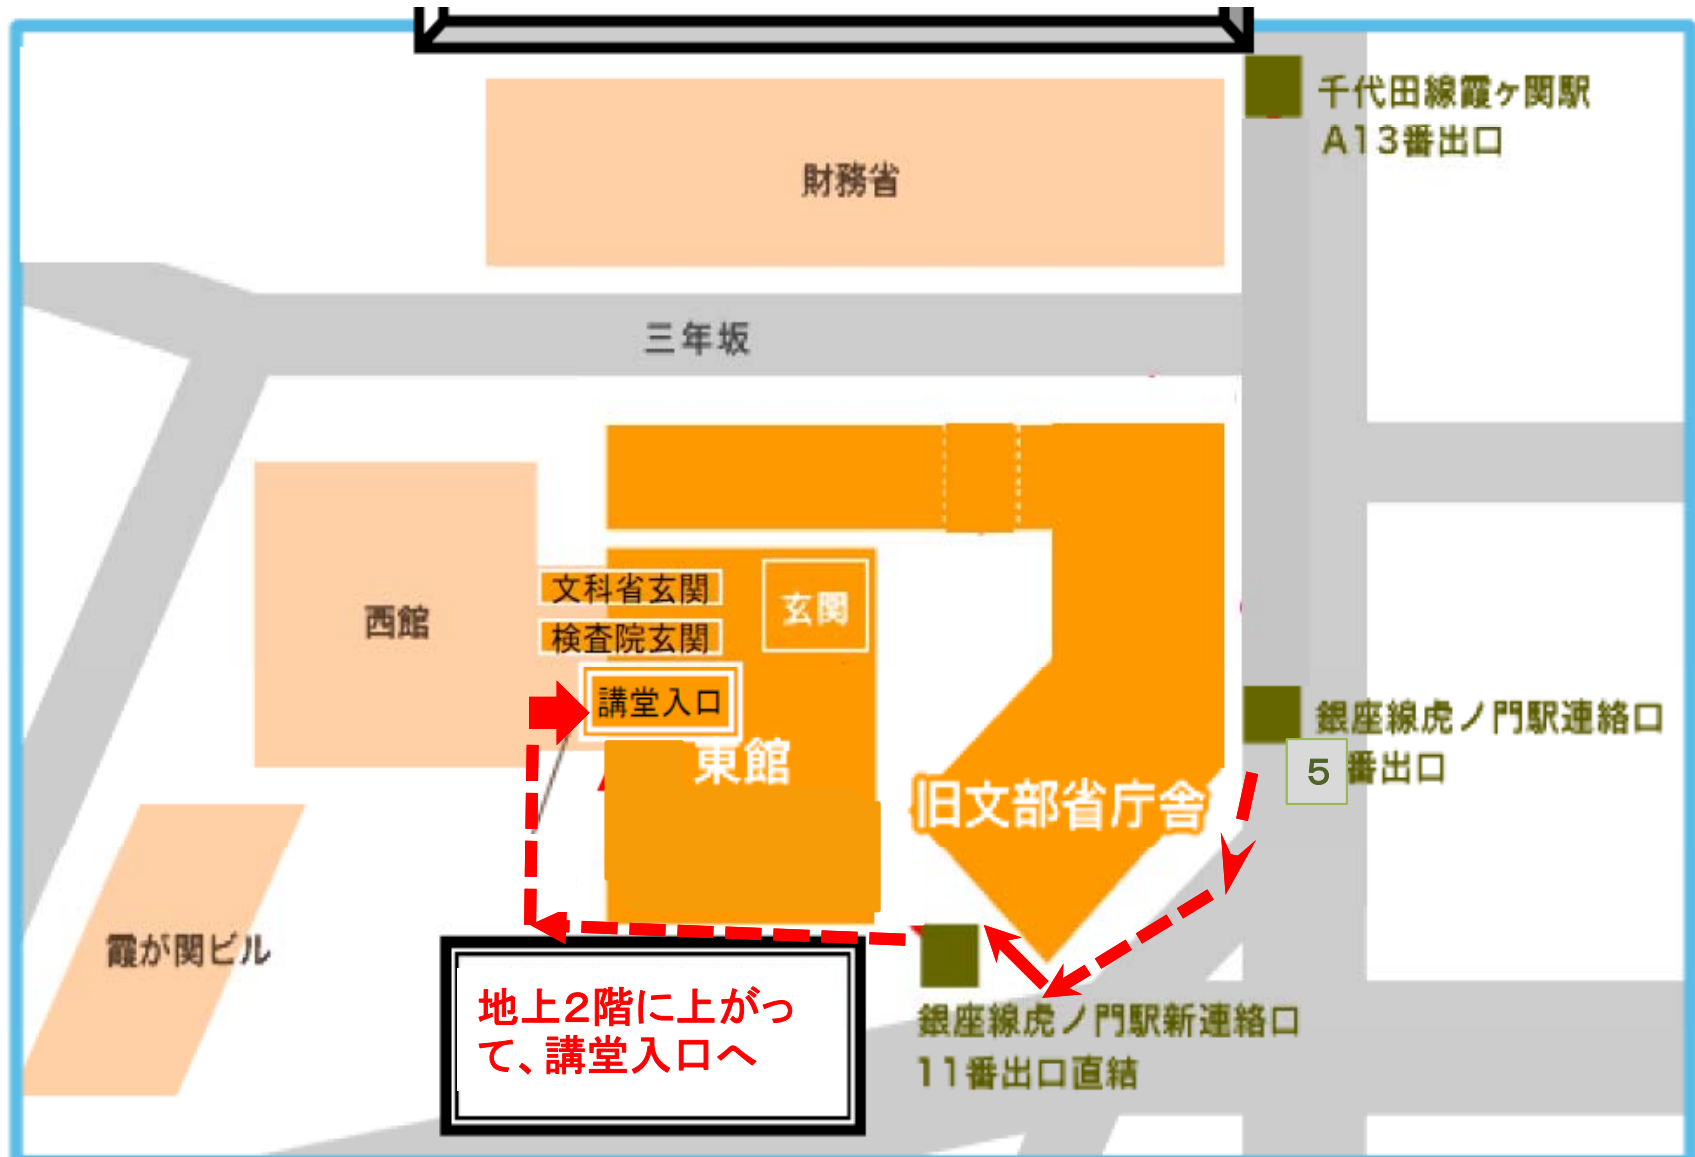 千代田線霞ヶ関駅
A13番出口
財務省
三年坂
文科省玄関
玄関
西館
検査院玄関
講堂入口
銀座線虎ノ門駅連絡口
5番出口
東館
旧文部省庁舎
霞が関ビル
地上2階に上がっ
て、講堂入口へ
銀座線虎ノ門駅新連絡口
11番出口直結